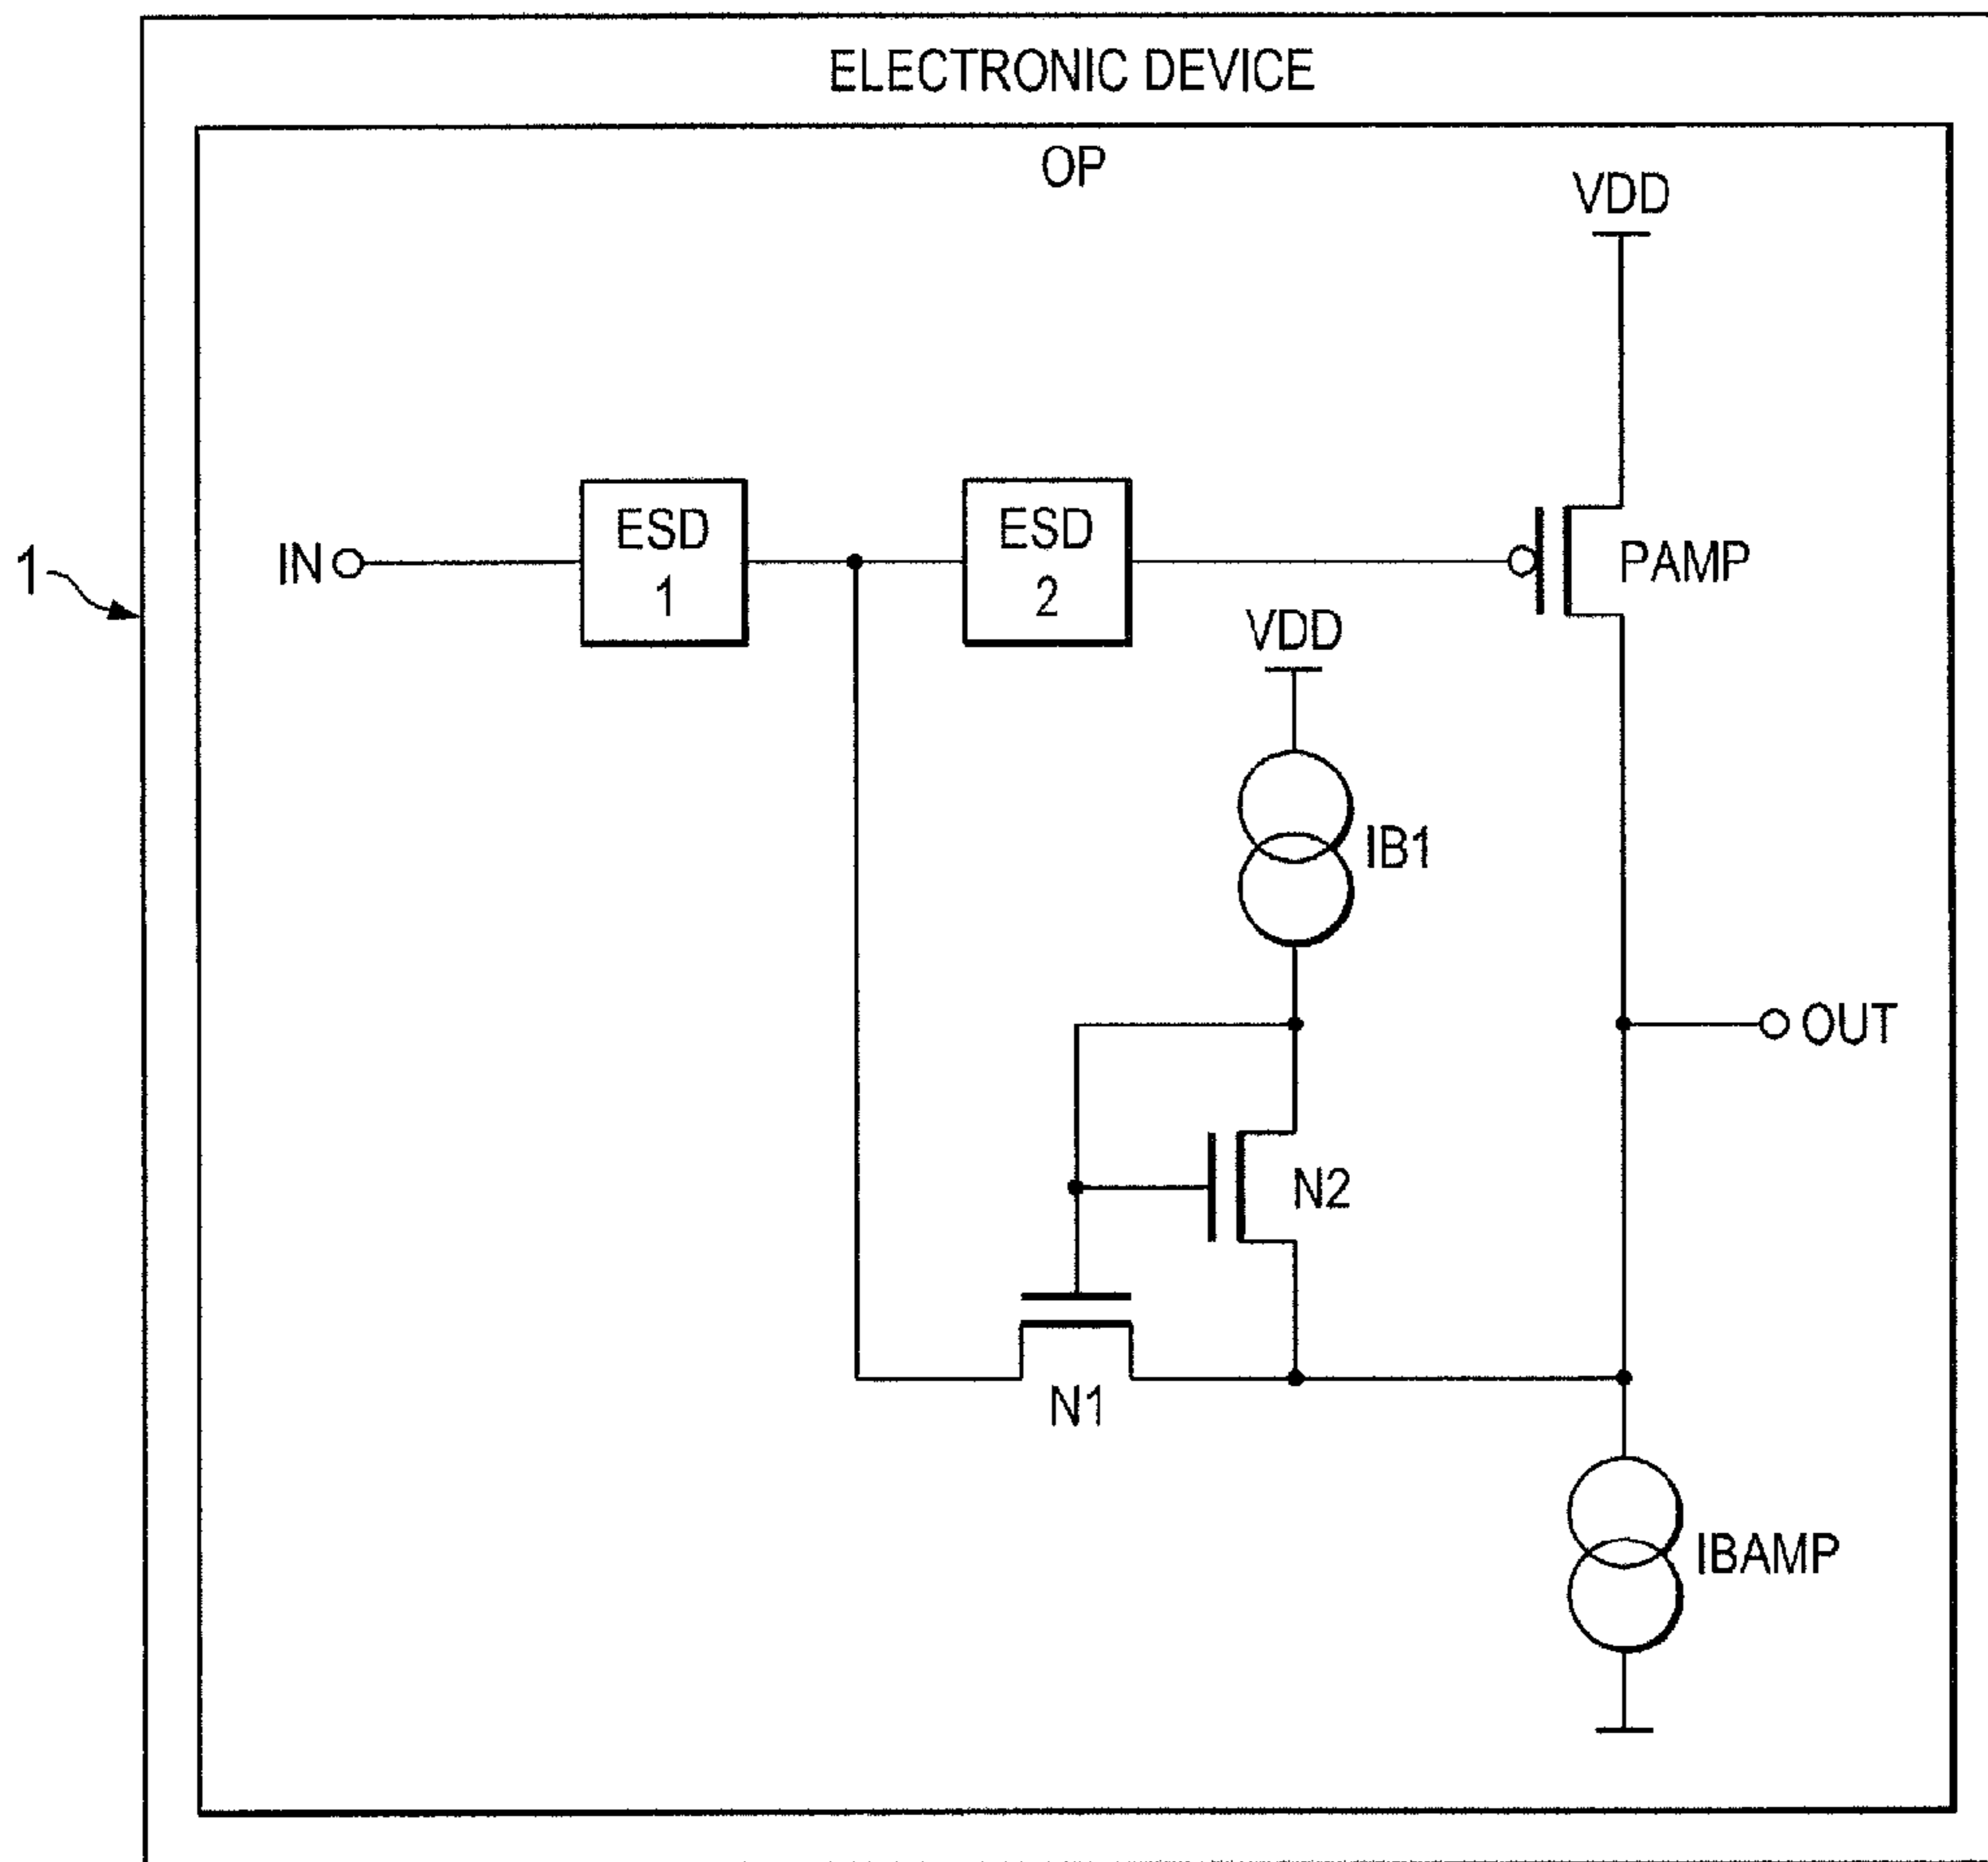 ELECTRONIC DEVICE
OP
VDD
ESD
1
ESD
2
IN
PAMP
1
VDD
IB1
OUT
N2
N1
IBAMP